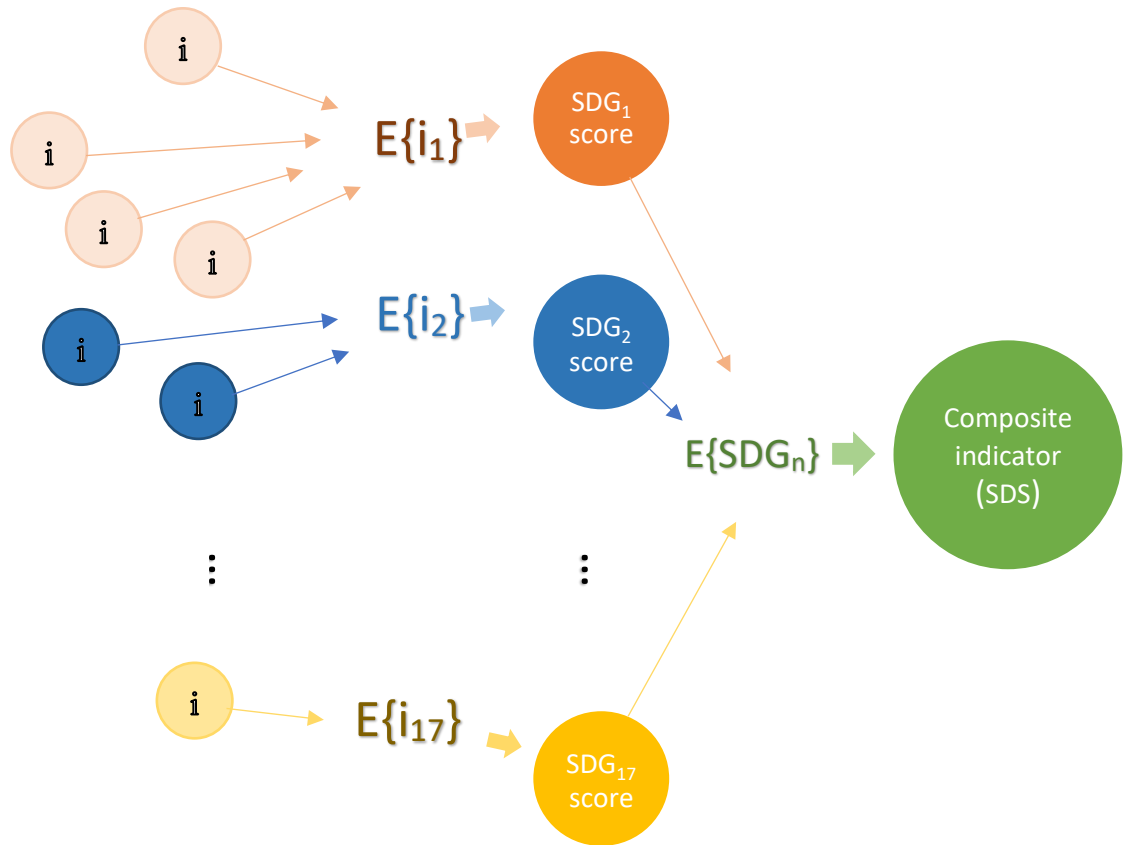 i
i
i
i
E{i₁}
SDG₁
score
i
i
E{i₂}
SDG₂
score
E{SDGₙ}
Composite
indicator
(SDS)
⋮
⋮
i
E{i₁₇}
SDG₁₇
score